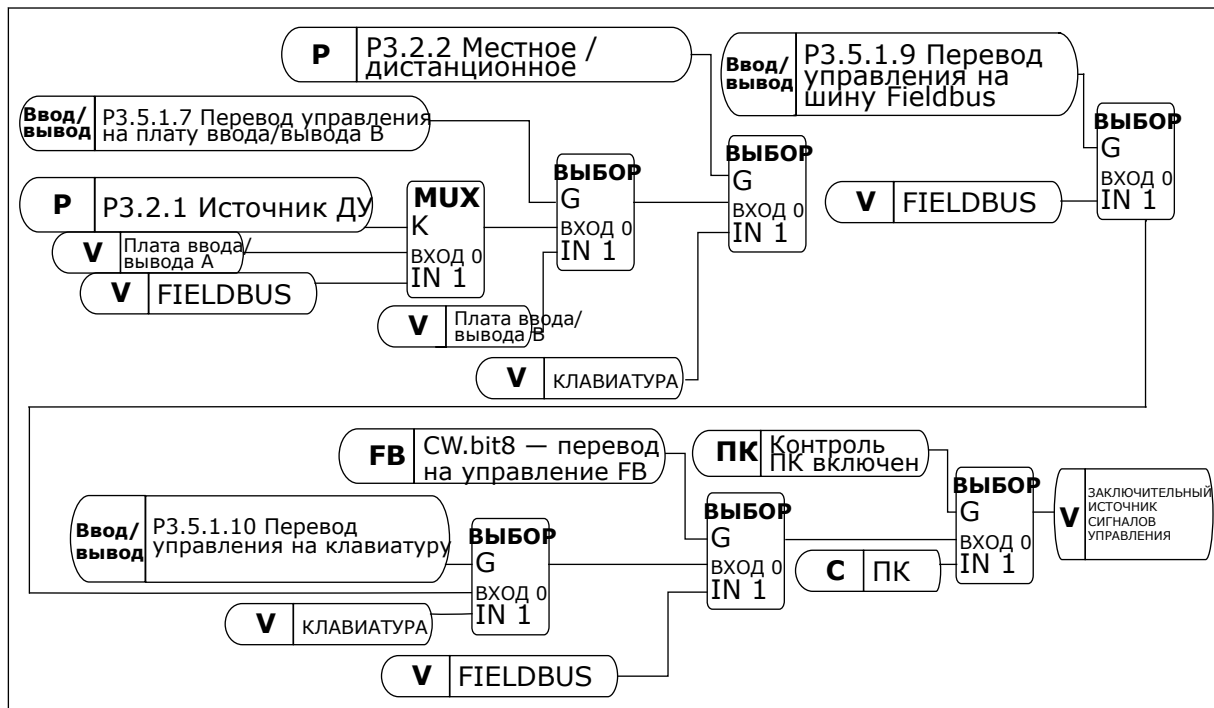 P
P3.2.2 Местное /
дистанционное
Ввод/
вывод
P3.5.1.9 Перевод
управления на
шину Fieldbus
Ввод/
вывод
P3.5.1.7 Перевод управления
на плату ввода/вывода B
ВЫБОР
G
ВХОД 0
IN 1
ВЫБОР
G
ВХОД 0
IN 1
ВЫБОР
G
ВХОД 0
IN 1
P
P3.2.1 Источник ДУ
MUX
K
ВХОД 0
IN 1
V
FIELDBUS
V
Плата ввода/
вывода A
V
FIELDBUS
V
Плата ввода/
вывода B
V
КЛАВИАТУРА
FB
CW.bit8 — перевод
на управление FB
ПК
Контроль
ПК включен
ВЫБОР
G
ВХОД 0
IN 1
V
ЗАКЛЮЧИТЕЛЬНЫЙ
ИСТОЧНИК
СИГНАЛОВ
УПРАВЛЕНИЯ
Ввод/
вывод
P3.5.1.10 Перевод
управления на клавиатуру
ВЫБОР
G
ВХОД 0
IN 1
ВЫБОР
G
ВХОД 0
IN 1
C
ПК
V
КЛАВИАТУРА
V
FIELDBUS